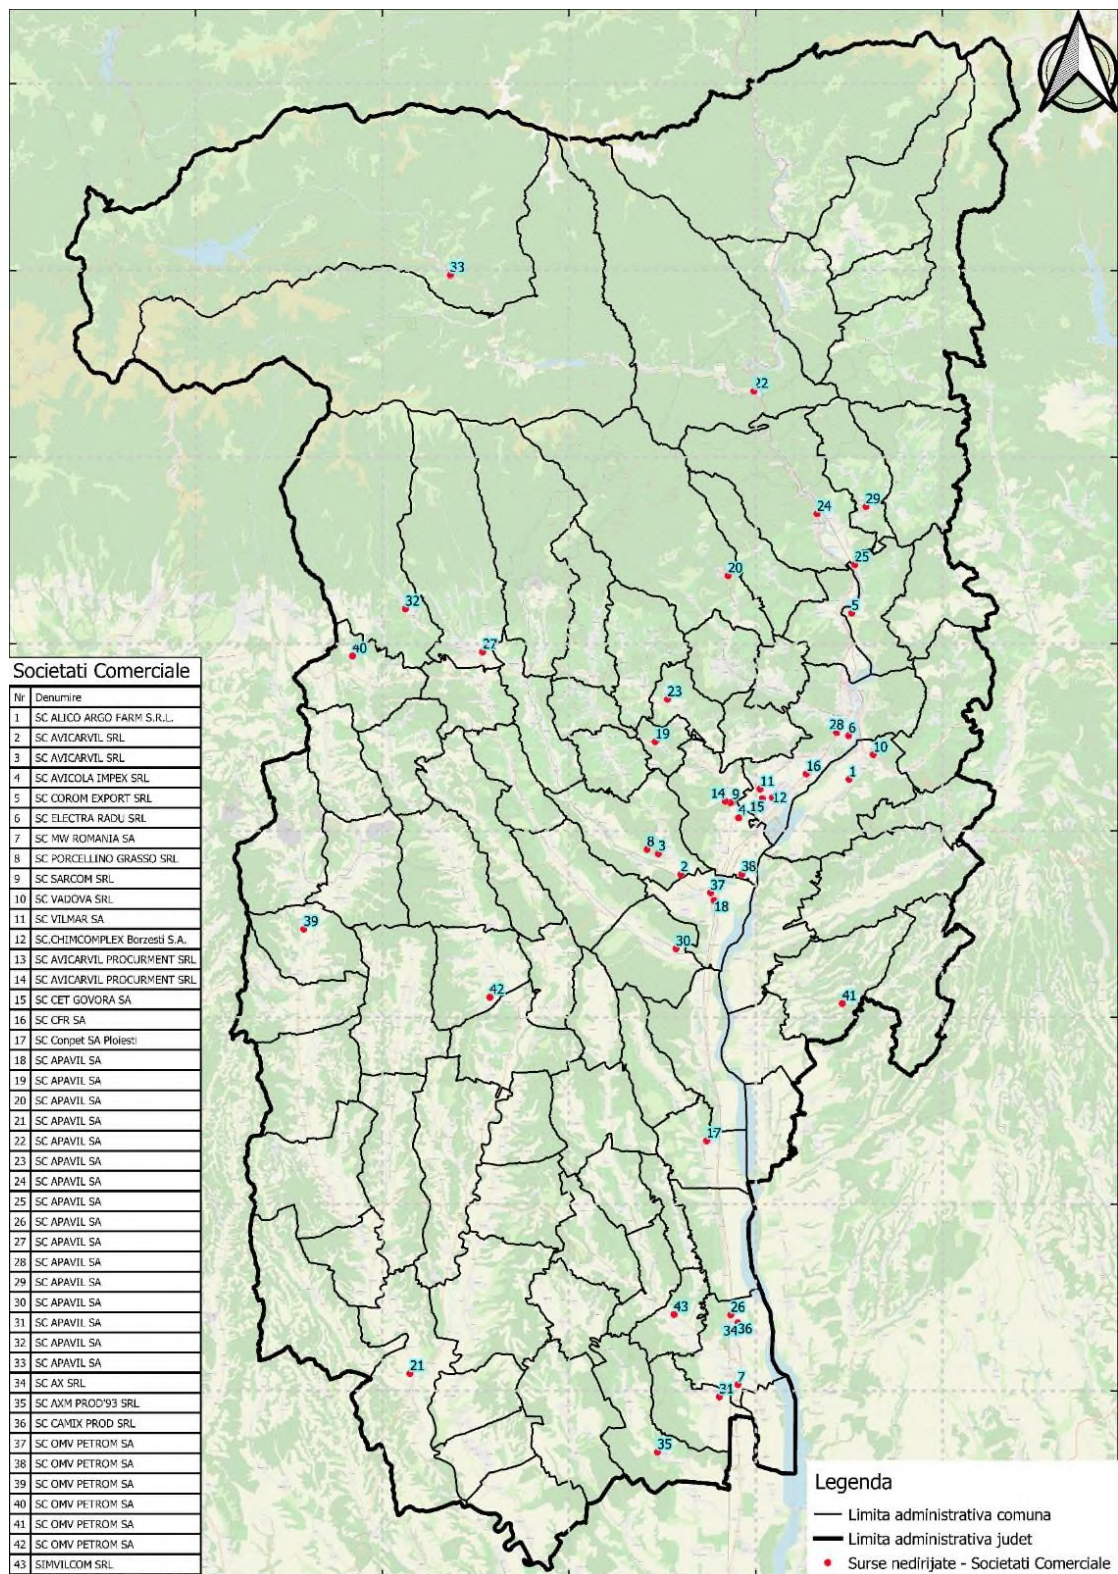 33
22
24
29
25
20
5
32
27
40
23
28
6
19
10
16
1
11
14
9
15
12
4
8
3
2
38
37
18
39
30
42
41
17
43
26
34
36
21
7
31
35
Societati Comerciale
Nr Denumire
1 SC ALICO ARGO FARM S.R.L.
2 SC AVICARVIL SRL
3 SC AVICARVIL SRL
4 SC AVICOLA IMPEX SRL
5 SC COROM EXPORT SRL
6 SC ELECTRA RADU SRL
7 SC MW ROMANIA SA
8 SC PORCELLINO GRASSO SRL
9 SC SARCOM SRL
10 SC VADOVA SRL
11 SC VILMAR SA
12 SC.CHIMCOMPLEX Borzesti S.A.
13 SC AVICARVIL PROCURMENT SRL
14 SC AVICARVIL PROCURMENT SRL
15 SC CET GOVORA SA
16 SC CFR SA
17 SC Conpet SA Ploiesti
18 SC APAVIL SA
19 SC APAVIL SA
20 SC APAVIL SA
21 SC APAVIL SA
22 SC APAVIL SA
23 SC APAVIL SA
24 SC APAVIL SA
25 SC APAVIL SA
26 SC APAVIL SA
27 SC APAVIL SA
28 SC APAVIL SA
29 SC APAVIL SA
30 SC APAVIL SA
31 SC APAVIL SA
32 SC APAVIL SA
33 SC APAVIL SA
34 SC AX SRL
35 SC AXM PROD'93 SRL
36 SC CAMIX PROD SRL
37 SC OMV PETROM SA
38 SC OMV PETROM SA
39 SC OMV PETROM SA
40 SC OMV PETROM SA
41 SC OMV PETROM SA
42 SC OMV PETROM SA
43 SIMVILCOM SRL
Legenda
Limita administrativa comuna
Limita administrativa judet
Surse nedirijate - Societati Comerciale